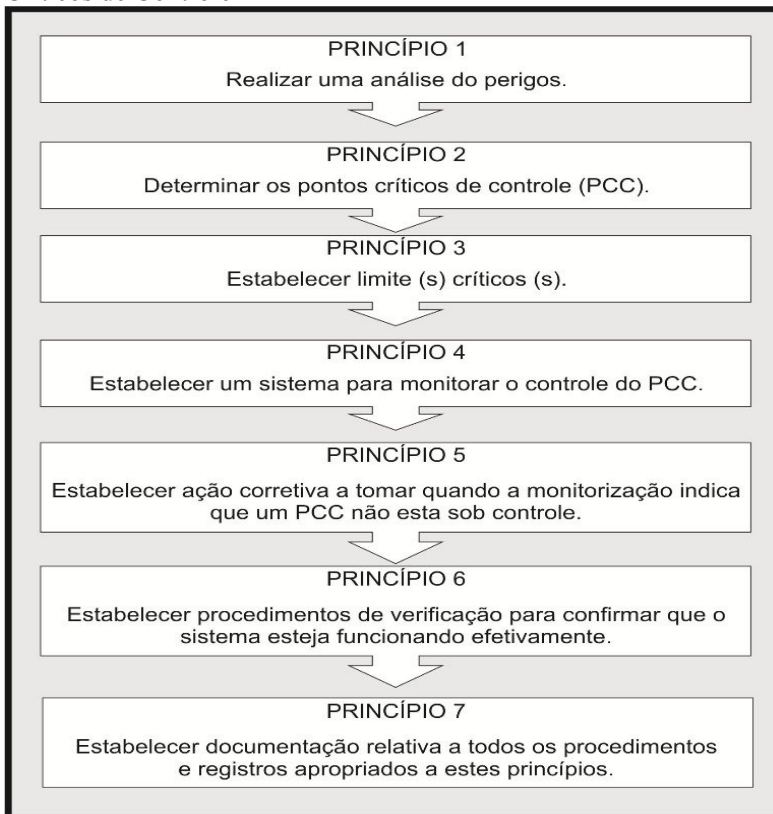 PRINCÍPIO 1
Realizar uma análise do perigos.
PRINCÍPIO 2
Determinar os pontos críticos de controle (PCC).
PRINCÍPIO 3
Estabelecer limite (s) críticos (s).
PRINCÍPIO 4
Estabelecer um sistema para monitorar o controle do PCC.
PRINCÍPIO 5
Estabelecer ação corretiva a tomar quando a monitorização indica
que um PCC não esta sob controle.
PRINCÍPIO 6
Estabelecer procedimentos de verificação para confirmar que o
sistema esteja funcionando efetivamente.
PRINCÍPIO 7
Estabelecer documentação relativa a todos os procedimentos
e registros apropriados a estes princípios.